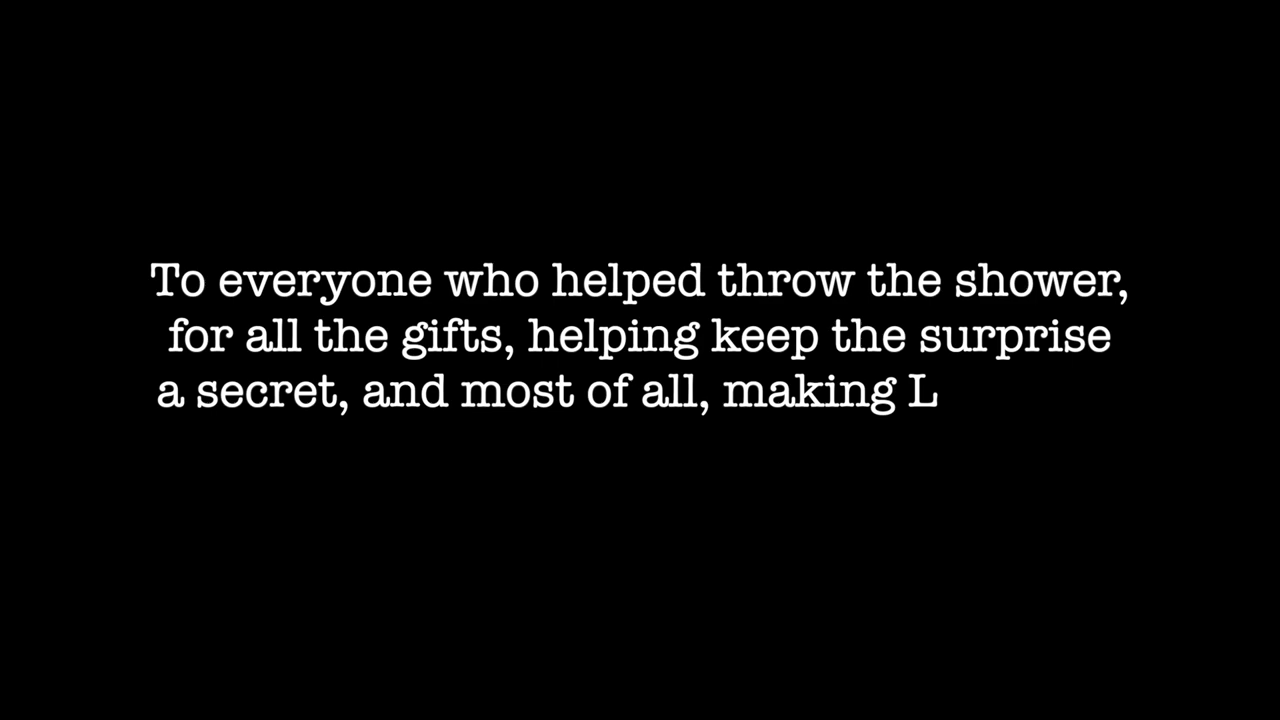 To everyone who helped throw the shower,
for all the gifts, helping keep the surprise
a secret, and most of all, making L